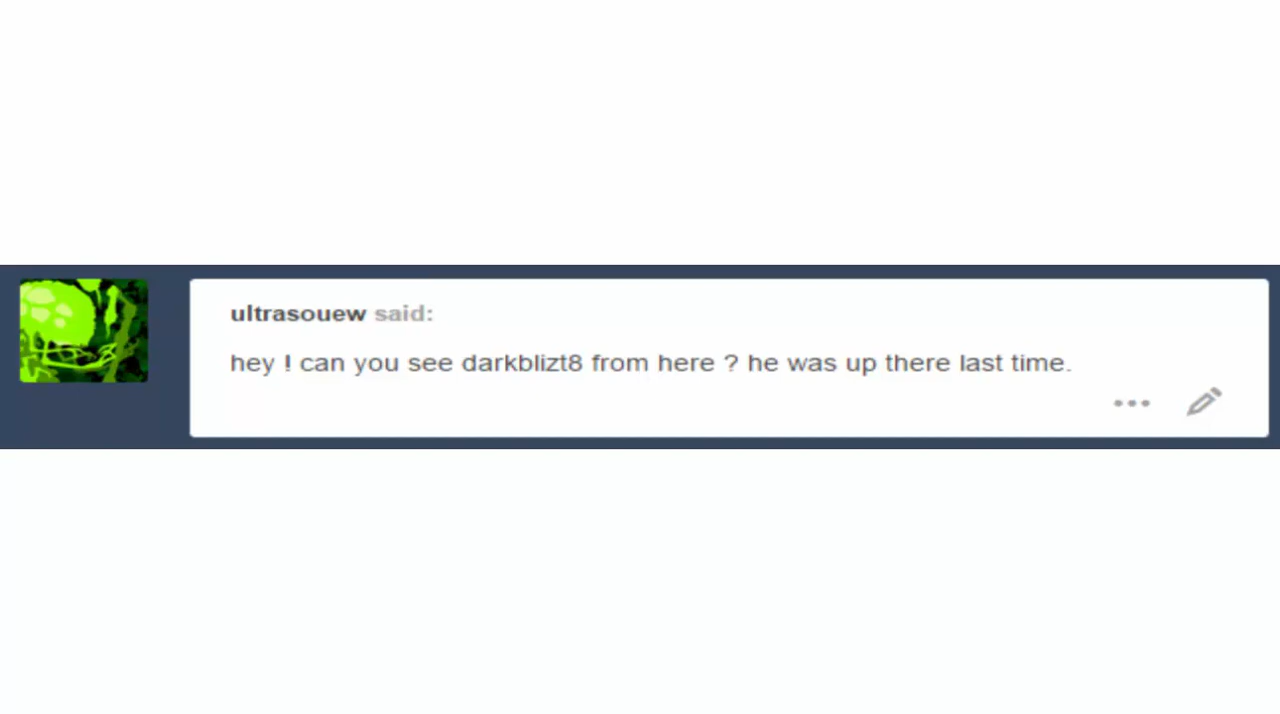 ultrasouew said:
hey ! can you see darkblizt8 from here ? he was up there last time.